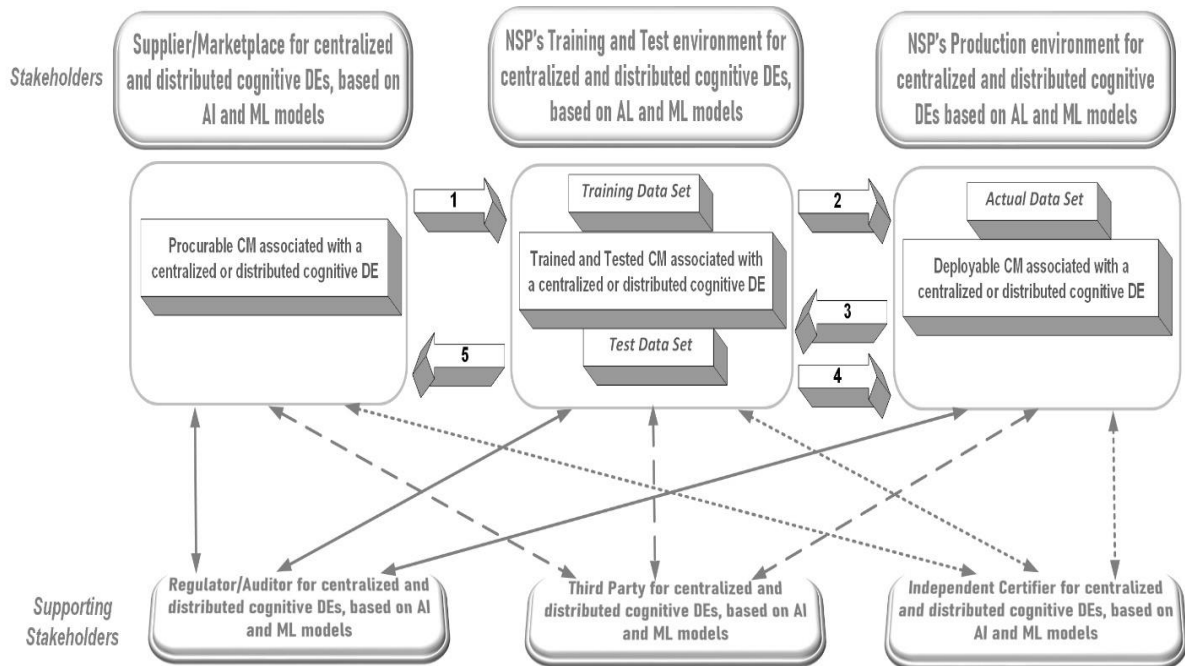 Stakeholders
Supplier/Marketplace for centralized
and distributed cognitive DEs, based on
AI and ML models
NSP's Training and Test environment for
centralized and distributed cognitive DEs,
based on AL and ML models
NSP's Production environment for
centralized and distributed cognitive
DEs based on AL and ML models
Procurable CM associated with a
centralized or distributed cognitive DE
1
Training Data Set
Trained and Tested CM associated with
a centralized or distributed cognitive DE
Test Data Set
2
Actual Data Set
Deployable CM associated with a
centralized or distributed cognitive DE
3
5
4
Supporting
Stakeholders
Regulator/Auditor for centralized and
distributed cognitive DEs, based on AI
and ML models
Third Party for centralized and
distributed cognitive DEs, based on AI
and ML models
Independent Certifier for centralized
and distributed cognitive DEs, based on
AI and ML models